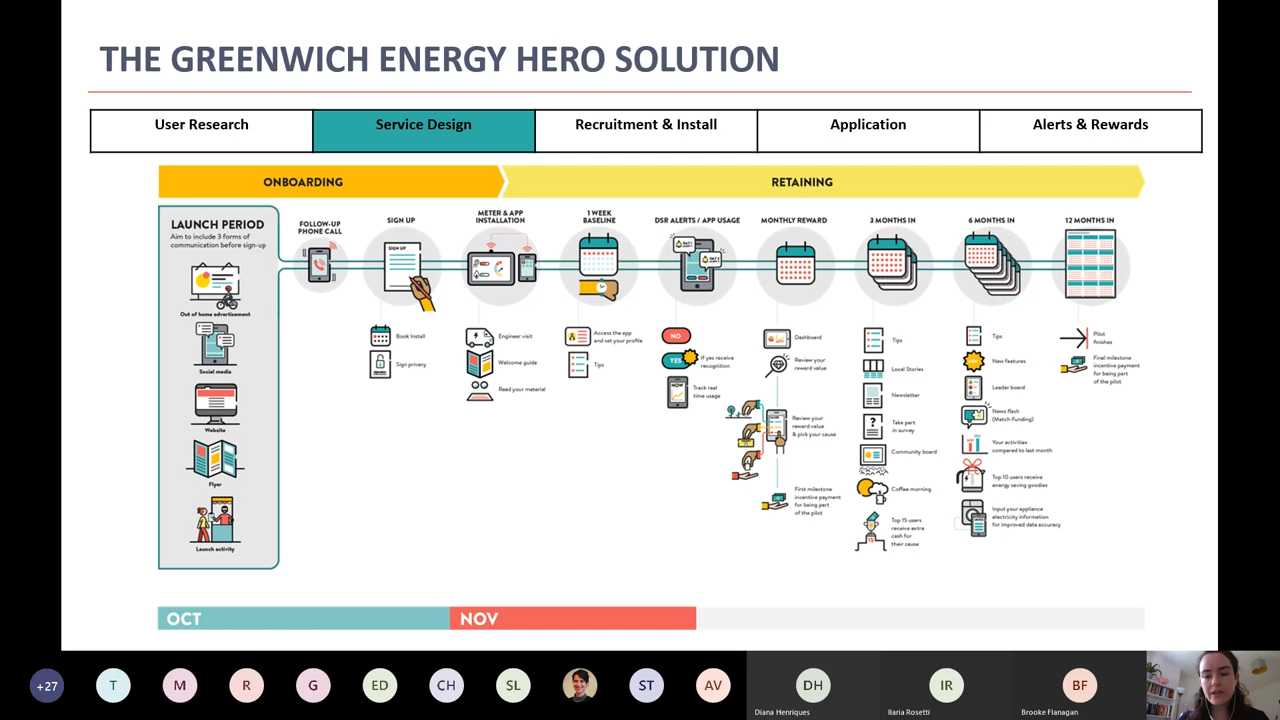 THE GREENWICH ENERGY HERO SOLUTION
User Research
Service Design
Recruitment & Install
Application
Alerts & Rewards
ONBOARDING
RETAINING
LAUNCH PERIOD
Aim to include 3 forms of
communication before sign-up
Out of home advertisement
Social media
Website
Flyer
Launch activity
FOLLOW-UP
PHONE CALL
SIGN UP
SIGN UP
Book Install
Sign privacy
METER & APP
INSTALLATION
Engineer visit
Welcome guide
Read your material
1 WEEK
BASELINE
Access the app
and set your profile
Tips
DSR ALERTS / APP USAGE
NO
YES
If yes receive
recognition
NOW
Track real
time usage
MONTHLY REWARD
Dashboard
Review your
reward value
Review your
reward value
& pick your cause
First milestone
incentive payment
for being part
of the pilot
3 MONTHS IN
Tips
Local Stories
Newsletter
Take part
in survey
Community board
Coffee morning
Top 15 users
receive extra
cash for
their cause
15
6 MONTHS IN
Tips
New features
Leader board
News flash
(Match Funding)
Your activities
compared to last month
Top 10 users receive
energy saving goodies
Input your appliance
electricity information
for improved data accuracy
12 MONTHS IN
Pilot
finishes
Final milestone
incentive payment
for being part
of the pilot
OCT
NOV
+27
T
M
R
G
ED
CH
SL
ST
AV
DH
Diana Henriques
IR
Ilaria Rosetti
BF
Brooke Flanagan